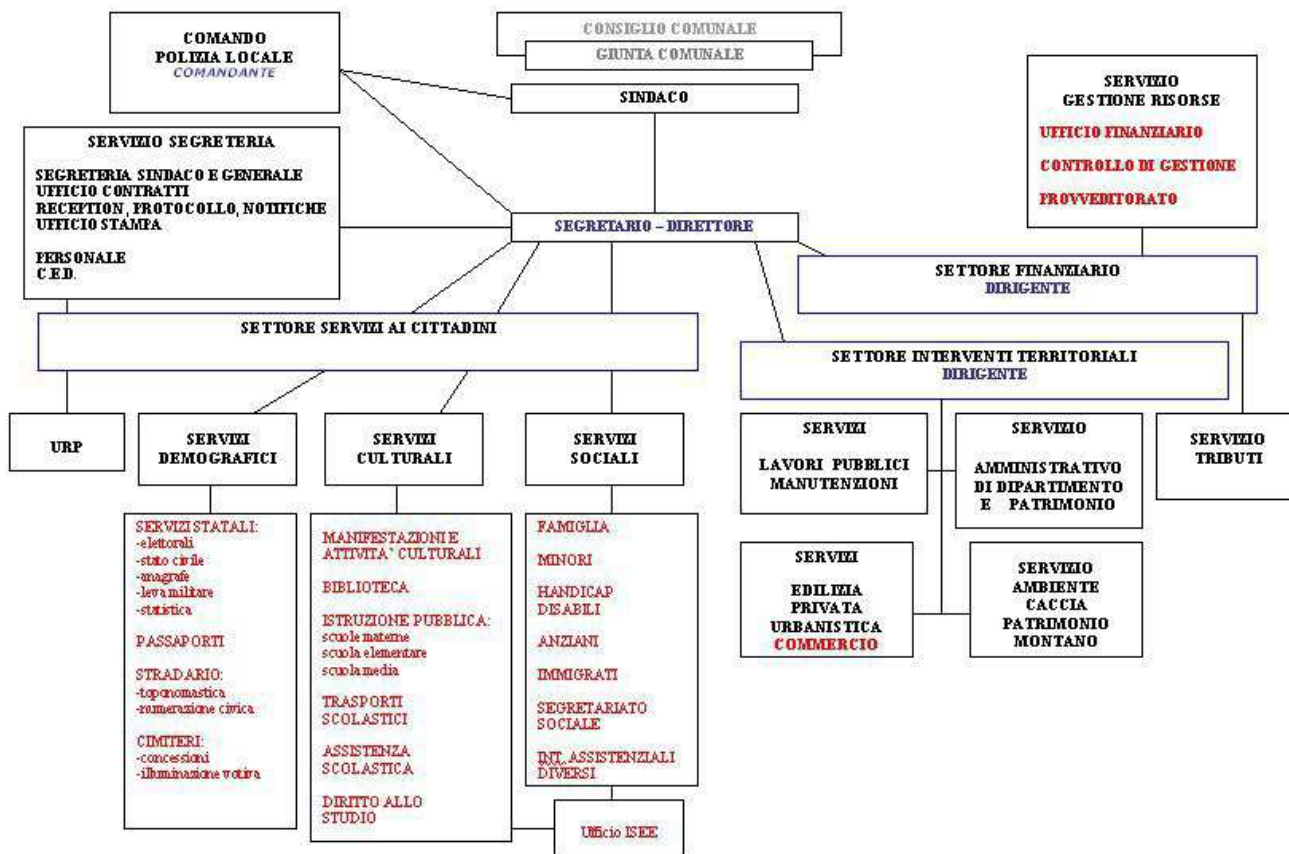 COMANDO
POLIZIA LOCALE
COMANDANTE
CONSIGLIO COMUNALE
GIUNTA COMUNALE
SINDACO
SERVIZIO
GESTIONE RISORSE
UFFICIO FINANZIARIO
CONTROLLO DI GESTIONE
PROVVEDITORATO
SERVIZIO SEGRETERIA
SEGRETERIA SINDACO E GENERALE
UFFICIO CONTRATTI
RECEPTION, PROTOCOLLO, NOTIFICHE
UFFICIO STAMPA
PERSONALE
C.E.D.
SEGRETARIO – DIRETTORE
SETTORE FINANZIARIO
DIRIGENTE
SETTORE SERVIZI AI CITTADINI
SETTORE INTERVENTI TERRITORIALI
DIRIGENTE
URP
SERVIZI
DEMOGRAFICI
SERVIZI
CULTURALI
SERVIZI
SOCIALI
SERVIZI
LAVORI PUBBLICI
MANUTENZIONI
SERVIZIO
AMMINISTRATIVO
DI DIPARTIMENTO
E PATRIMONIO
SERVIZIO
TRIBUTI
SERVIZI STATALI:
-elettorali
-stato civile
-anagrafe
-leva militare
-statistica
PASSAPORTI
STRADARIO:
-toponomastica
-numerazione civica
CIMITERI:
-concessioni
-illuminazione votiva
MANIFESTAZIONI E
ATTIVITA` CULTURALI
BIBLIOTECA
ISTRUZIONE PUBBLICA:
scuole materne
scuola elementare
scuola media
TRASPORTI
SCOLASTICI
ASSISTENZA
SCOLASTICA
DIRITTO ALLO
STUDIO
FAMIGLIA
MINORI
HANDICAP
DISABILI
ANZIANI
IMMIGRATI
SEGRETARIATO
SOCIALE
INT. ASSISTENZIALI
DIVERSI
Ufficio ISEE
SERVIZI
EDILIZIA
PRIVATA
URBANISTICA
COMMERCIO
SERVIZIO
AMBIENTE
CACCIA
PATRIMONIO
MONTANO